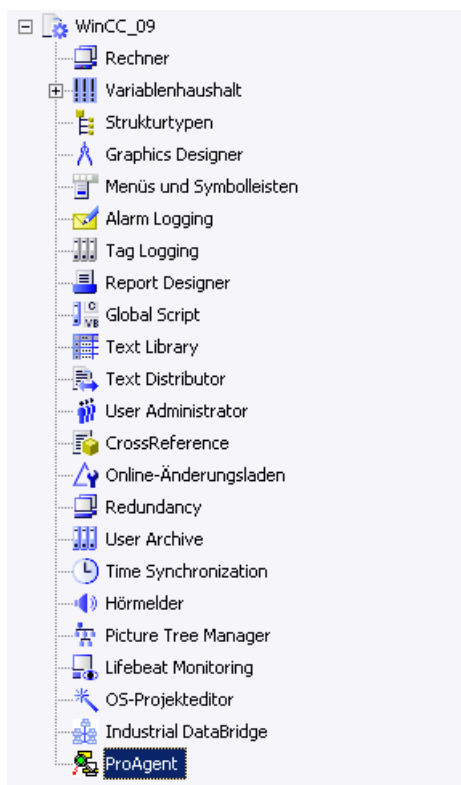 WinCC_09
Rechner
Variablenhaushalt
Strukturtypen
Graphics Designer
Menüs und Symbolleisten
Alarm Logging
Tag Logging
Report Designer
Global Script
Text Library
Text Distributor
User Administrator
CrossReference
Online-Änderungsladen
Redundancy
User Archive
Time Synchronization
Hörmelder
Picture Tree Manager
Lifebeat Monitoring
OS-Projekteditor
Industrial DataBridge
ProAgent